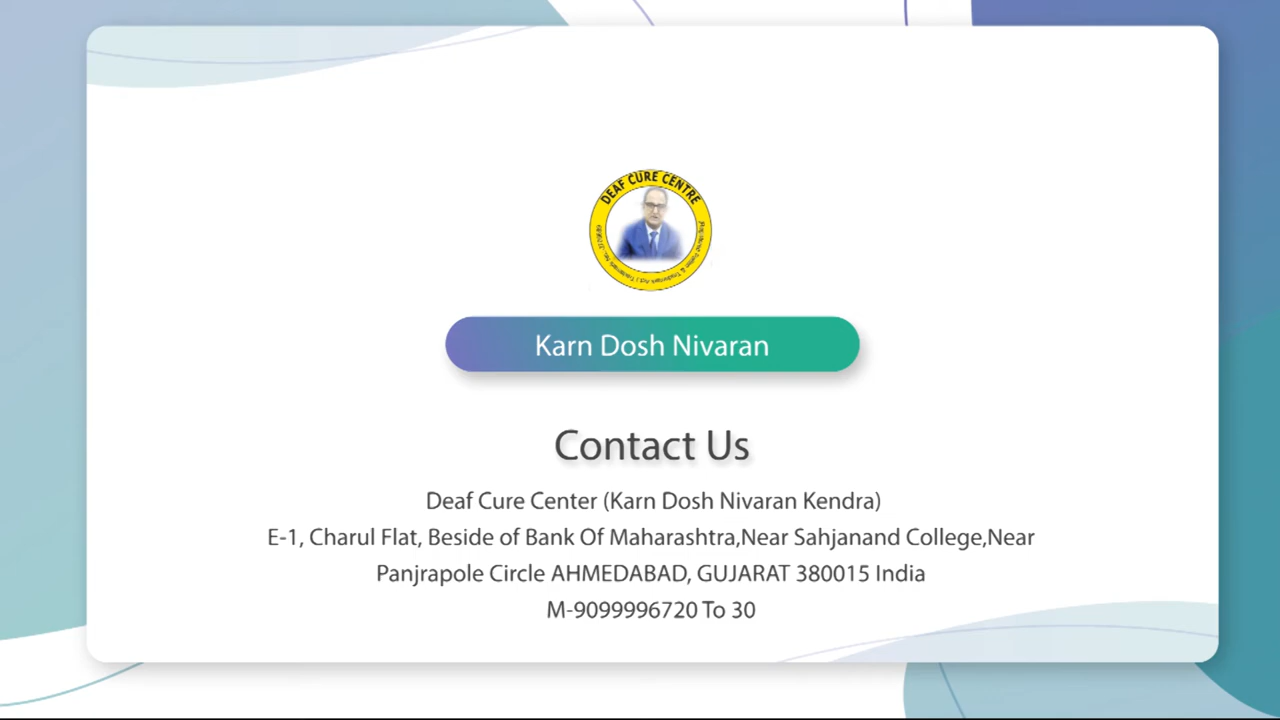 DEAF CURE CENTRE
Karn Dosh Nivaran
Contact Us
Deaf Cure Center (Karn Dosh Nivaran Kendra)
E-1, Charul Flat, Beside of Bank Of Maharashtra,Near Sahjanand College,Near
Panjrapole Circle AHMEDABAD, GUJARAT 380015 India
M-9099996720 To 30